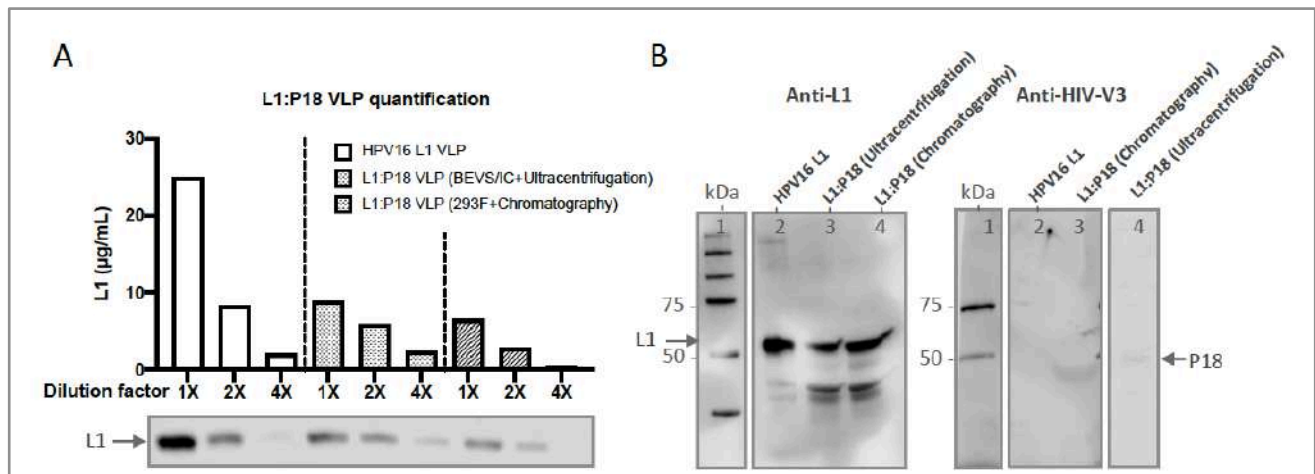 A
L1:P18 VLP quantification
30
20
10
0
L1 (µg/mL)
HPV16 L1 VLP
L1:P18 VLP (BEVS/IC+Ultracentrifugation)
L1:P18 VLP (293F+Chromatography)
Dilution factor 1X 2X 4X 1X 2X 4X 1X 2X 4X
L1
B
Anti-L1
kDa
HPV16 L1
L1:P18 (Ultracentrifugation)
L1:P18 (Chromatography)
1 2 3 4
75
L1
50
Anti-HIV-V3
kDa
HPV16 L1
L1:P18 (Chromatography)
L1:P18 (Ultracentrifugation)
1 2 3 4
75
50
P18